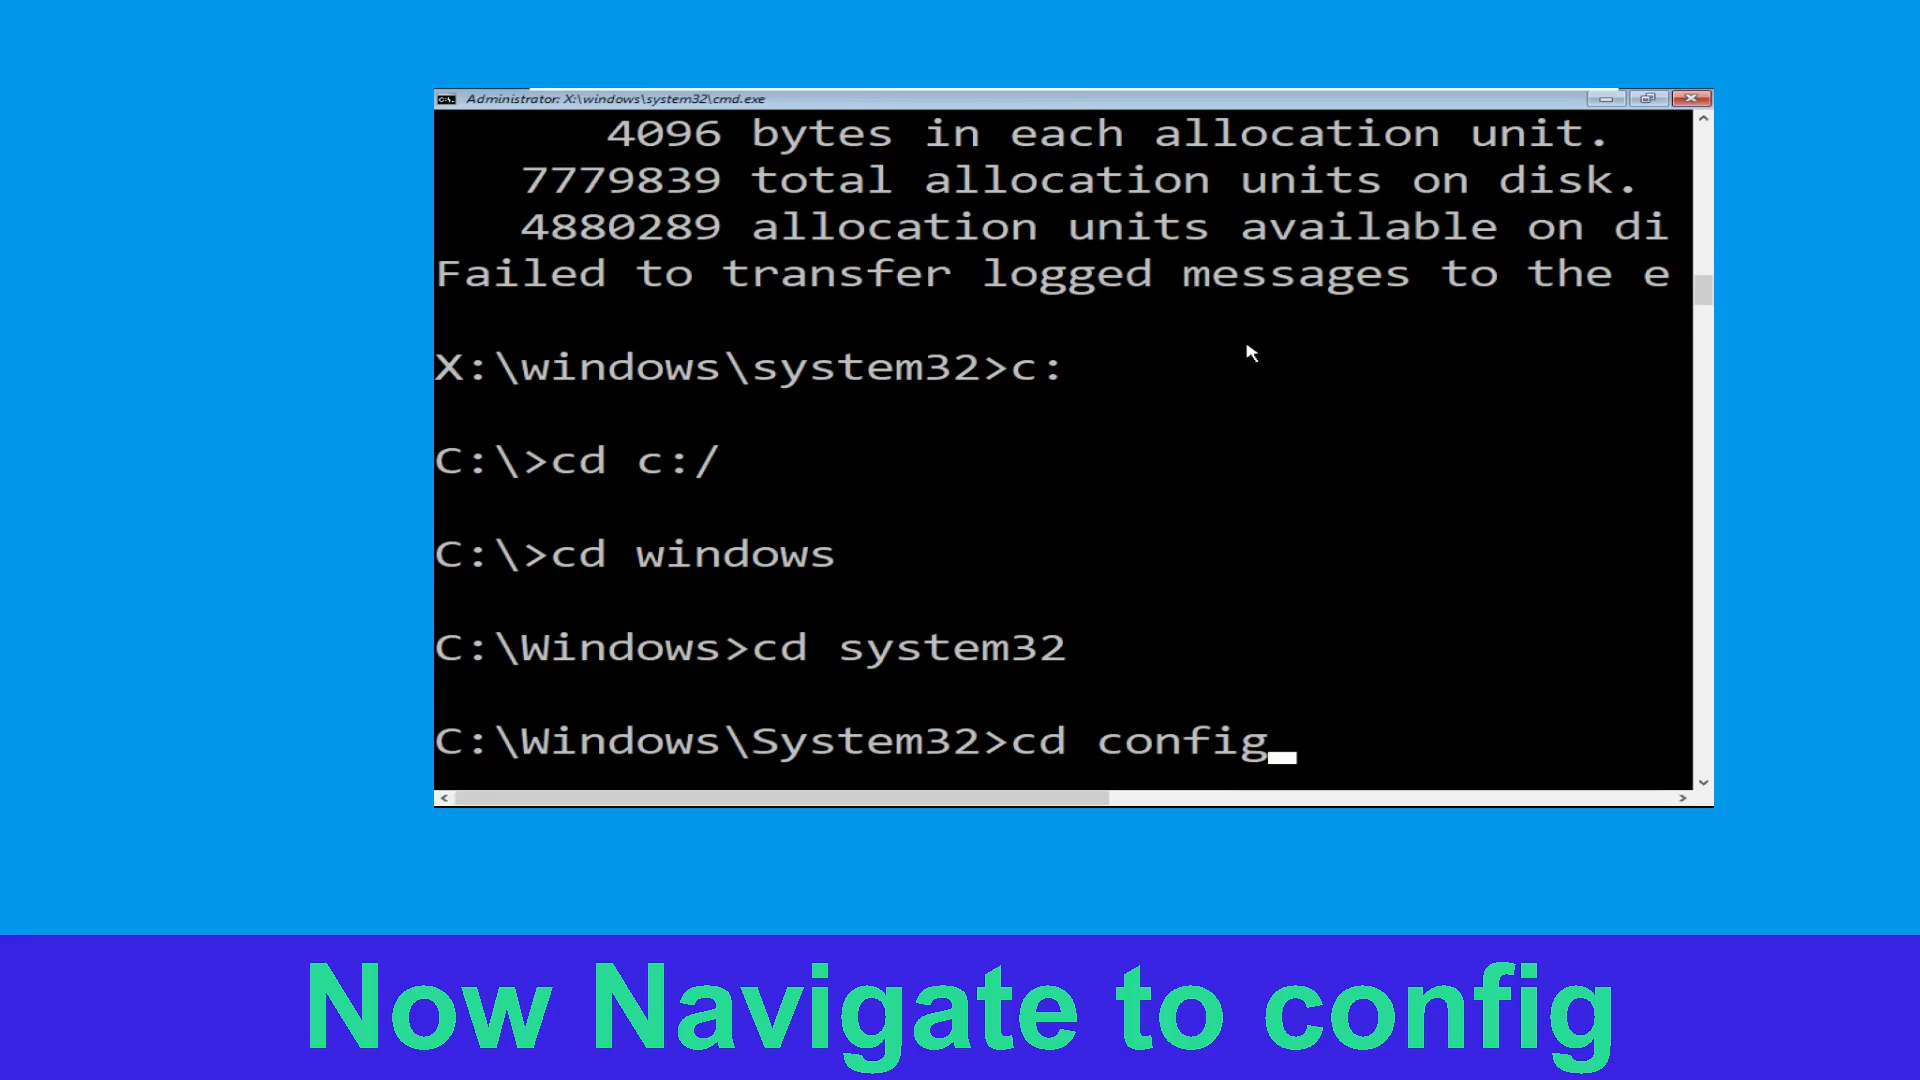 Administrator: X:\windows\system32\cmd.exe
4096 bytes in each allocation unit.
7779839 total allocation units on disk.
4880289 allocation units available on di
Failed to transfer logged messages to the e
X:\windows\system32>c:
C:\>cd c:/
C:\>cd windows
C:\Windows>cd system32
C:\Windows\System32>cd config
Now Navigate to config